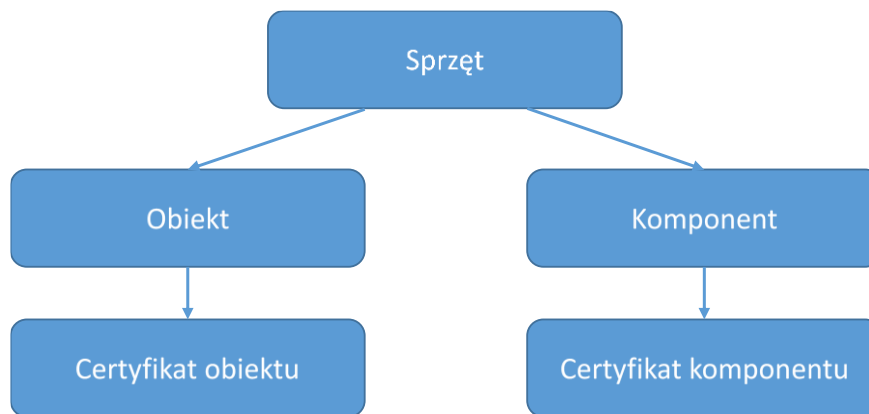 Sprzęt
Obiekt
Komponent
Certyfikat obiektu
Certyfikat komponentu